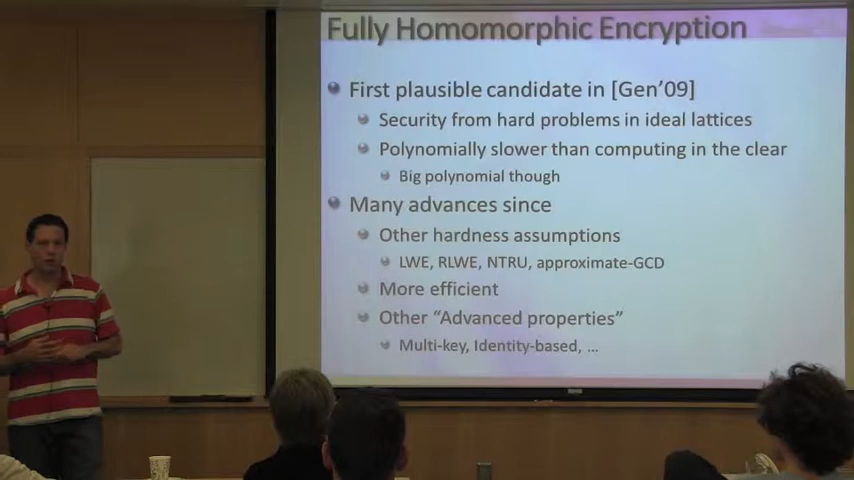 Fully Homomorphic Encryption
First plausible candidate in [Gen’09]
Security from hard problems in ideal lattices
Polynomially slower than computing in the clear
Big polynomial though
Many advances since
Other hardness assumptions
LWE, RLWE, NTRU, approximate-GCD
More efficient
Other “Advanced properties”
Multi-key, Identity-based, ...